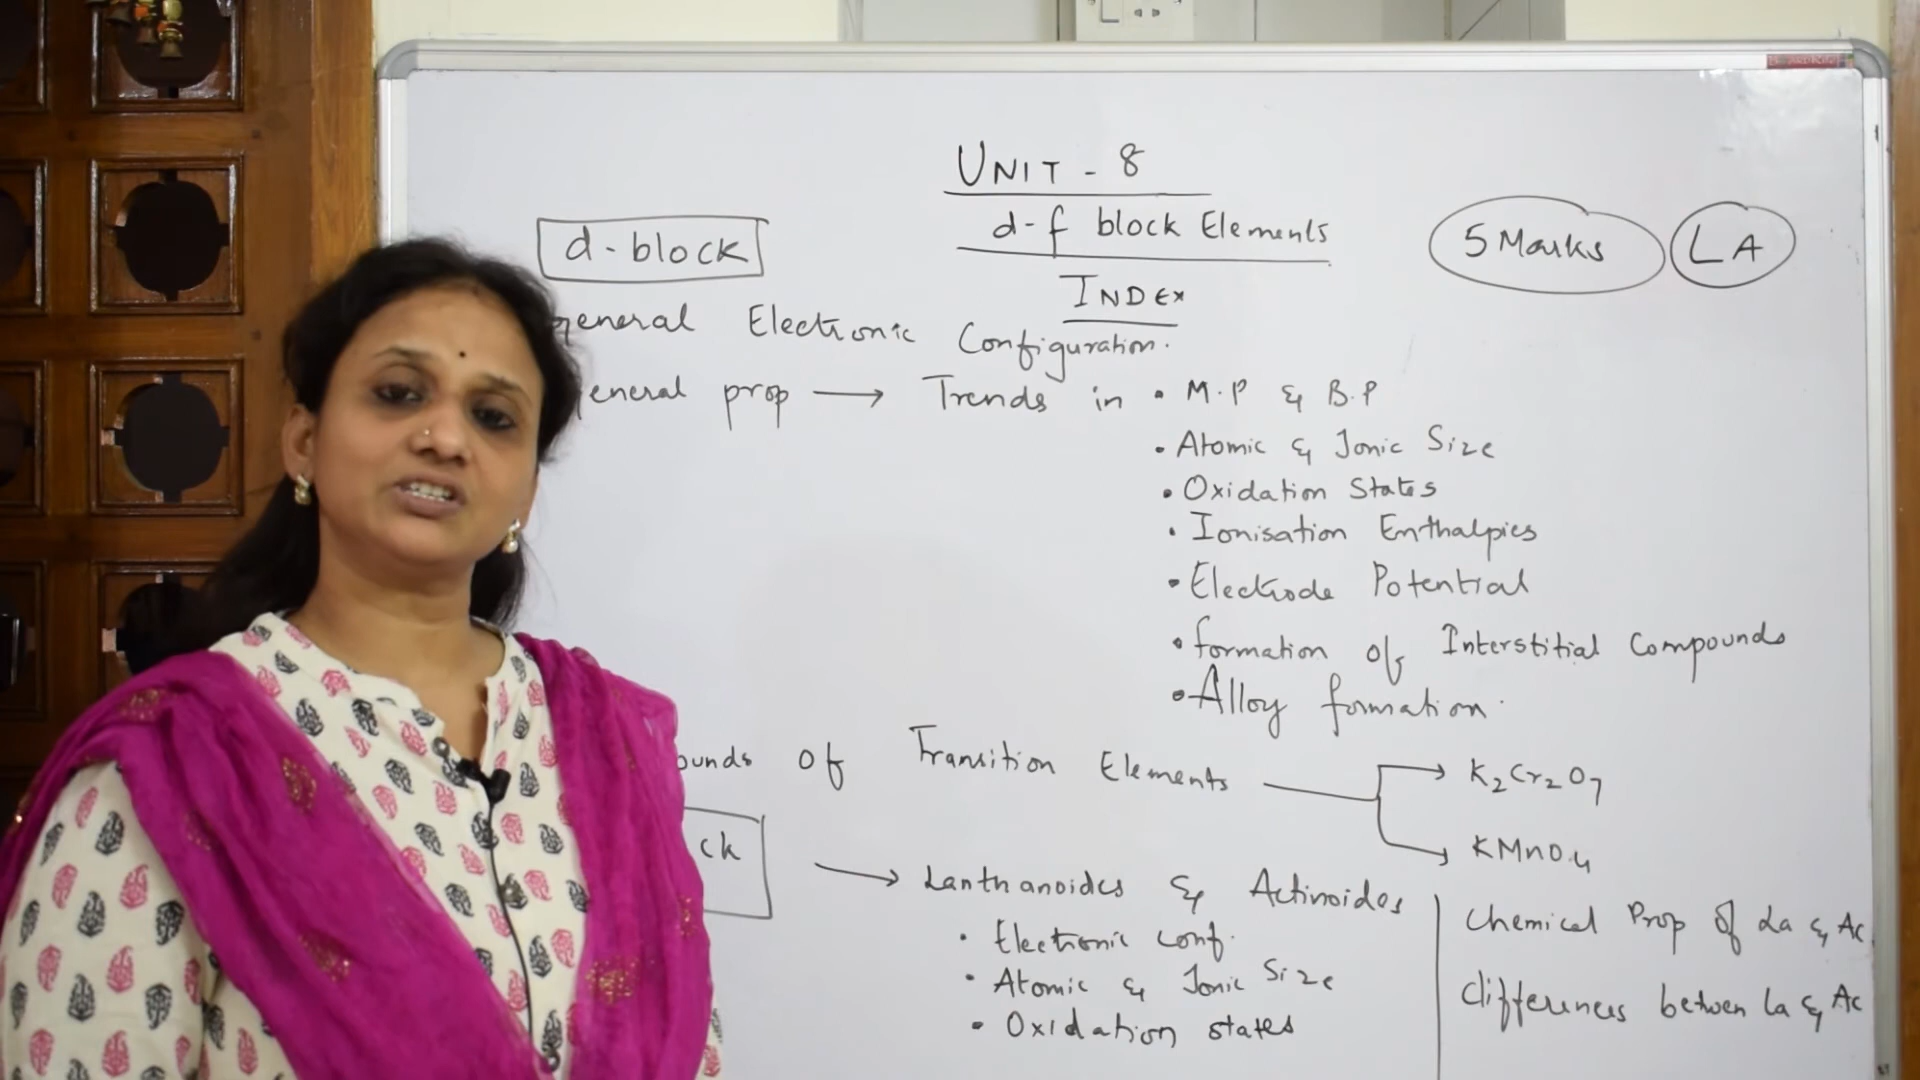 UNIT - 8
d-f block Elements
5 Marks
LA
d-block
INDEX
general Electronic Configuration.
general prop → Trends in • M.P & B.P
• Atomic & Ionic Size
• Oxidation States
• Ionisation Enthalpies
• Electrode Potential
• formation of Interstitial Compounds
• Alloy formation.
ounds of Transition Elements
K2Cr2O7
KMnO4
ck → Lanthanoides & Actinoides
• Electronic conf.
• Atomic & Ionic Size
• Oxidation states
Chemical Prop of La & Ac.
differences between La & Ac